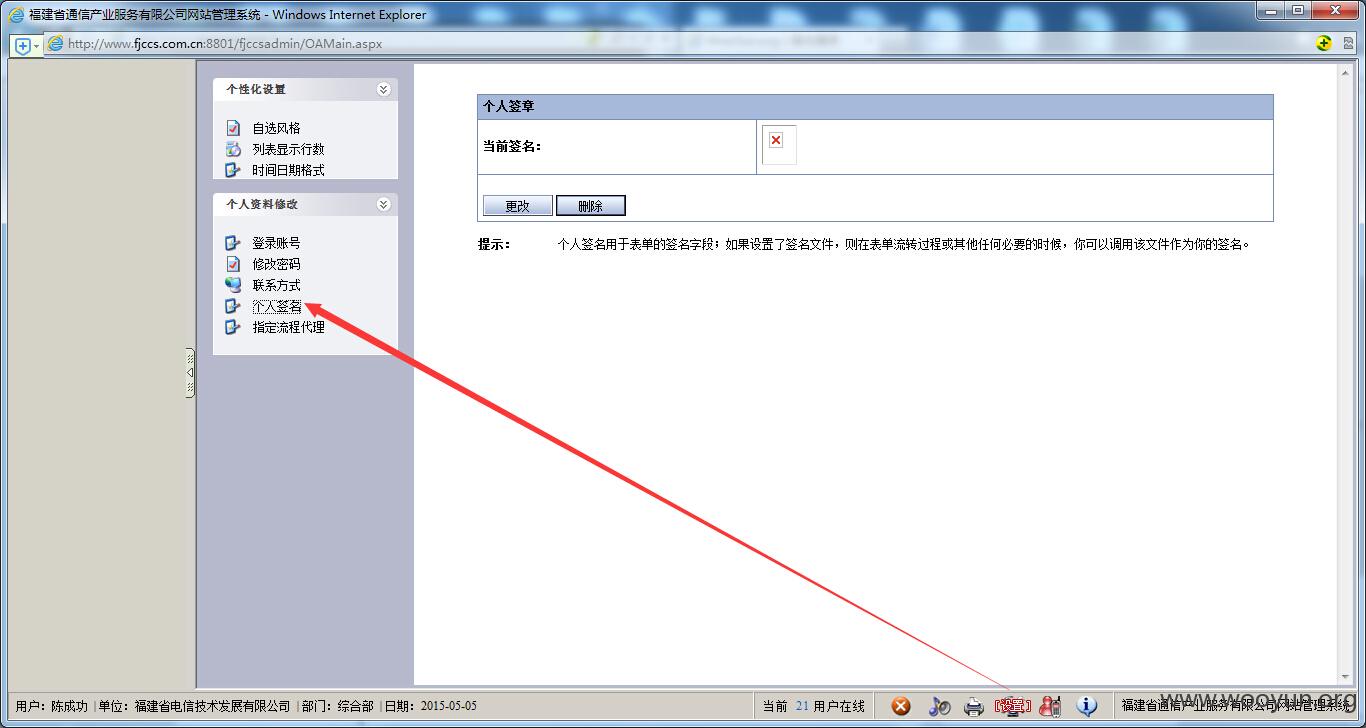 福建省通信产业服务有限公司网站管理系统 - Windows Internet Explorer
http://www.fjccs.com.cn:8801/fjccsadmin/OAMain.aspx
个性化设置
自选风格
列表显示行数
时间日期格式
个人资料修改
登录账号
修改密码
联系方式
个人签名
指定流程代理
个人签章
当前签名：
更改 删除
提示： 个人签名用于表单的签名字段；如果设置了签名文件，则在表单流转过程或其他任何必要的时候，你可以调用该文件作为你的签名。
用户：陈成功 |单位：福建省电信技术发展有限公司 |部门：综合部 |日期：2015-05-05
当前 21 用户在线
[设置]
福建省通信产业服务有限公司网站管理系统
www.wooyun.org